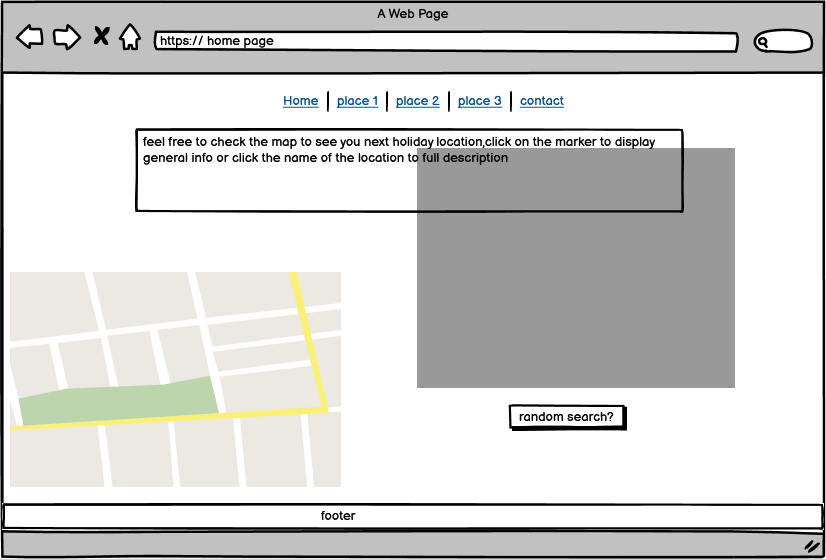 A Web Page
https:// home page
Home | place 1 | place 2 | place 3 | contact
feel free to check the map to see you next holiday location,click on the marker to display
general info or click the name of the location to full description
random search?
footer